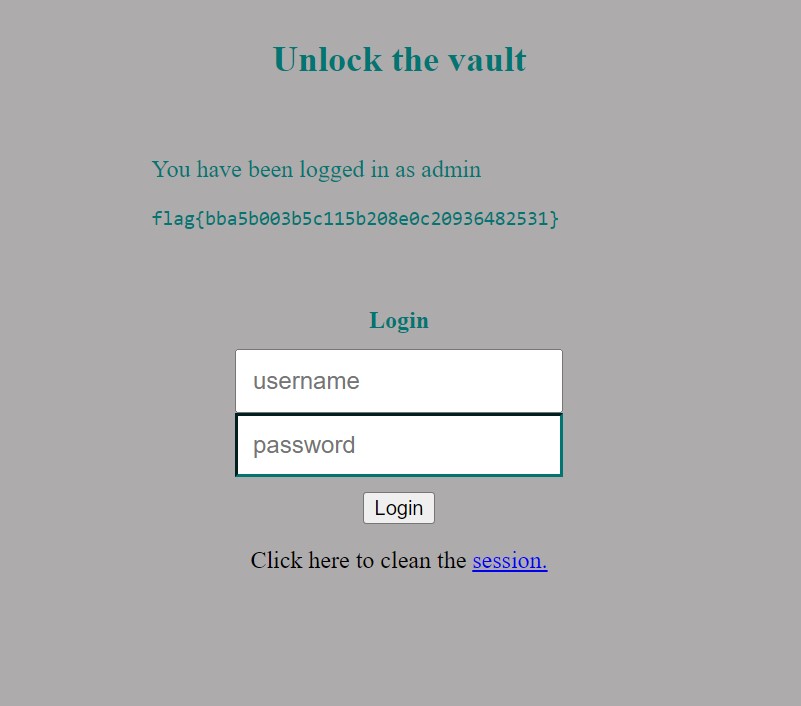 Unlock the vault
You have been logged in as admin
flag{bba5b003b5c115b208e0c20936482531}
Login
username
password
Login
Click here to clean the session.